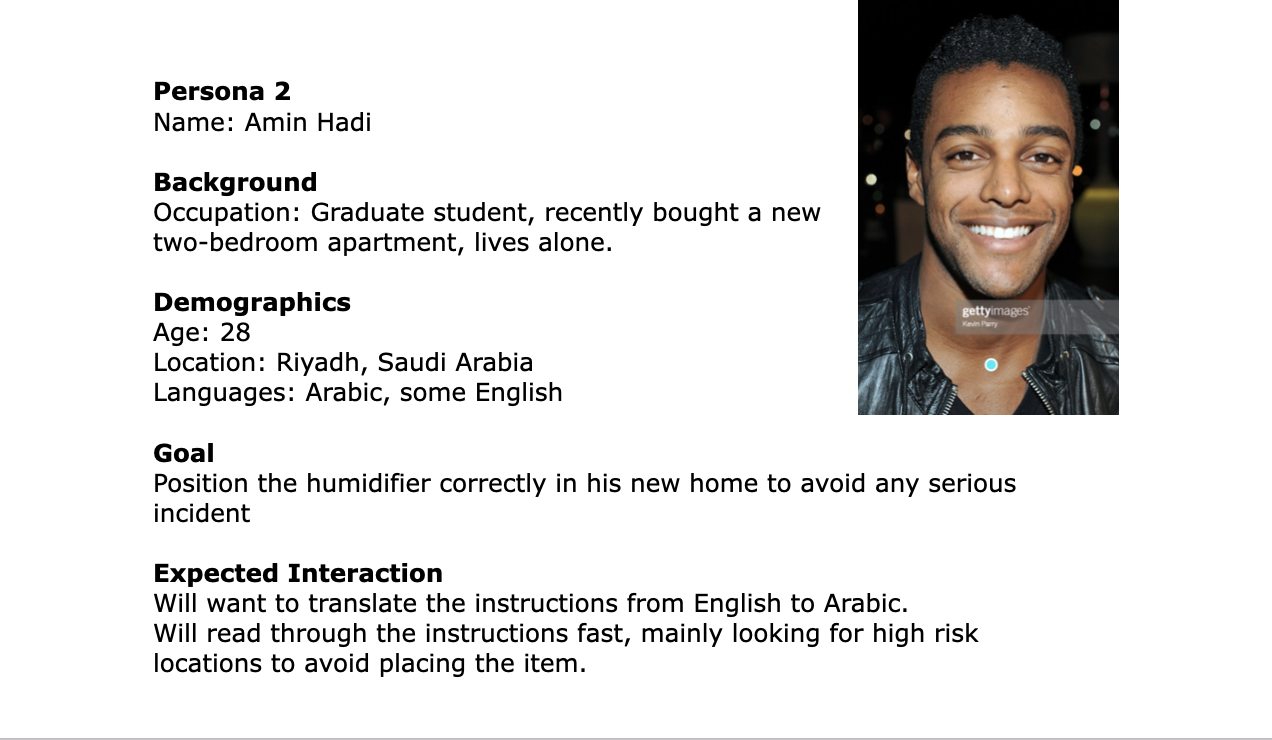 Persona 2
Name: Amin Hadi
Background
Occupation: Graduate student, recently bought a new
two-bedroom apartment, lives alone.
Demographics
Age: 28
Location: Riyadh, Saudi Arabia
Languages: Arabic, some English
gettyimages®
Kevin Parry
Goal
Position the humidifier correctly in his new home to avoid any serious
incident
Expected Interaction
Will want to translate the instructions from English to Arabic.
Will read through the instructions fast, mainly looking for high risk
locations to avoid placing the item.